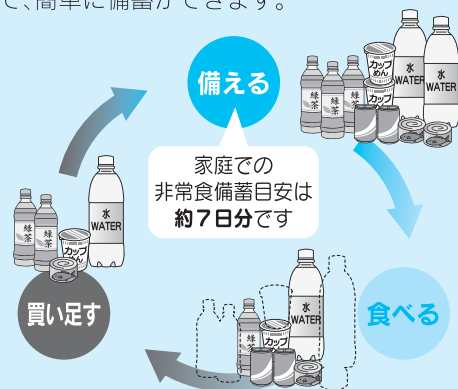 で、簡単に備蓄ができます。
備える
家庭での
非常食備蓄目安は
約7日分です
緑茶
緑茶
緑茶
カップめん
カップ
水
WATER
水
WATER
食べる
緑茶
カップ
水
WATER
買い足す
緑茶
緑茶
カップ
水
WATER